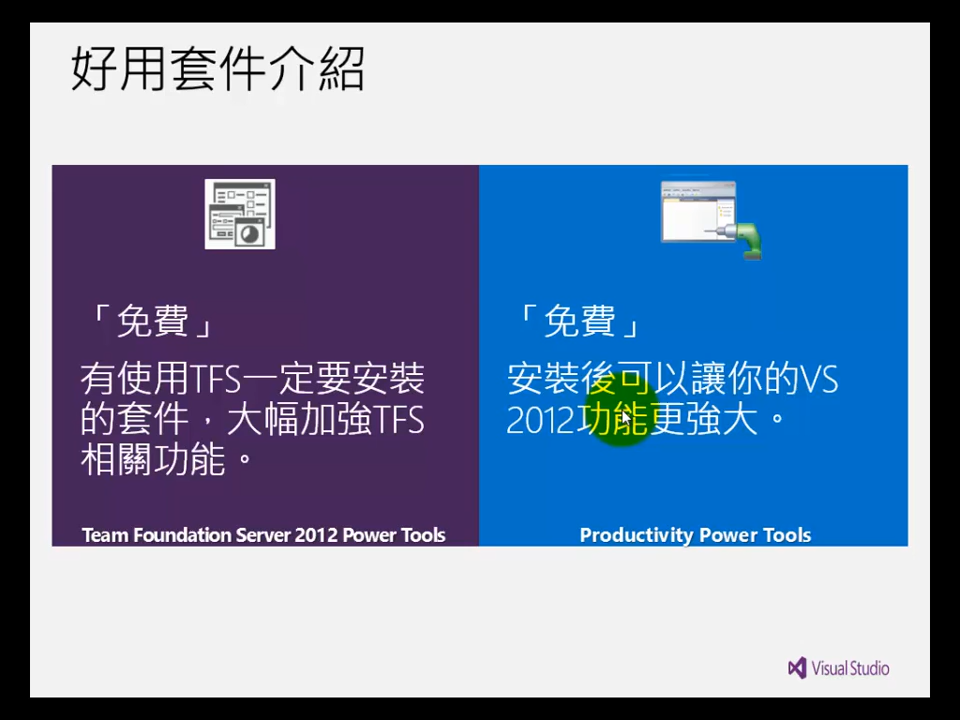 好用套件介紹
「免費」
有使用TFS一定要安裝
的套件，大幅加強TFS
相關功能。
Team Foundation Server 2012 Power Tools
「免費」
安裝後可以讓你的VS
2012功能更強大。
Productivity Power Tools
Visual Studio